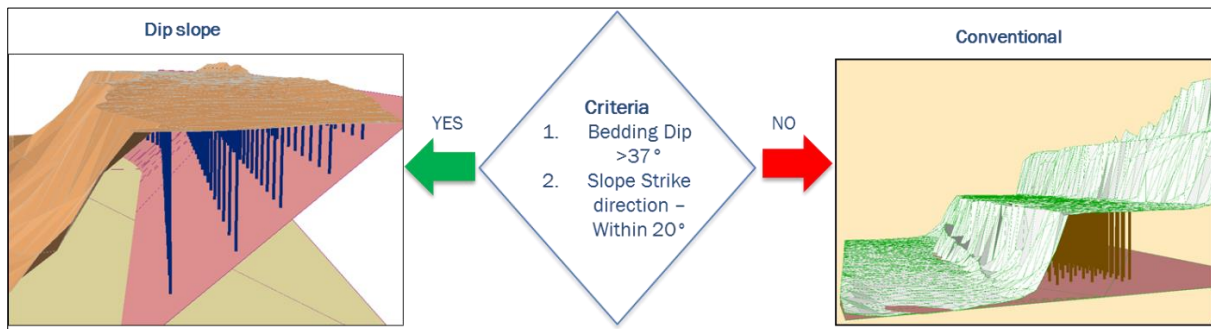 Dip slope
Conventional
YES
Criteria
1. Bedding Dip
>37°
2. Slope Strike
direction –
Within 20°
NO